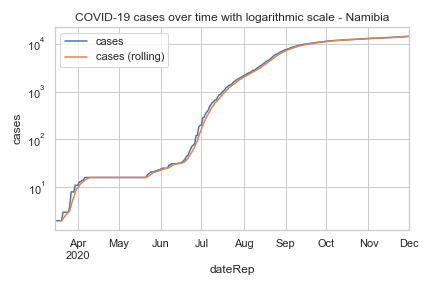 COVID-19 cases over time with logarithmic scale - Namibia
cases
cases (rolling)
10⁴
10³
10²
10¹
cases
Apr May Jun Jul Aug Sep Oct Nov Dec
2020
dateRep